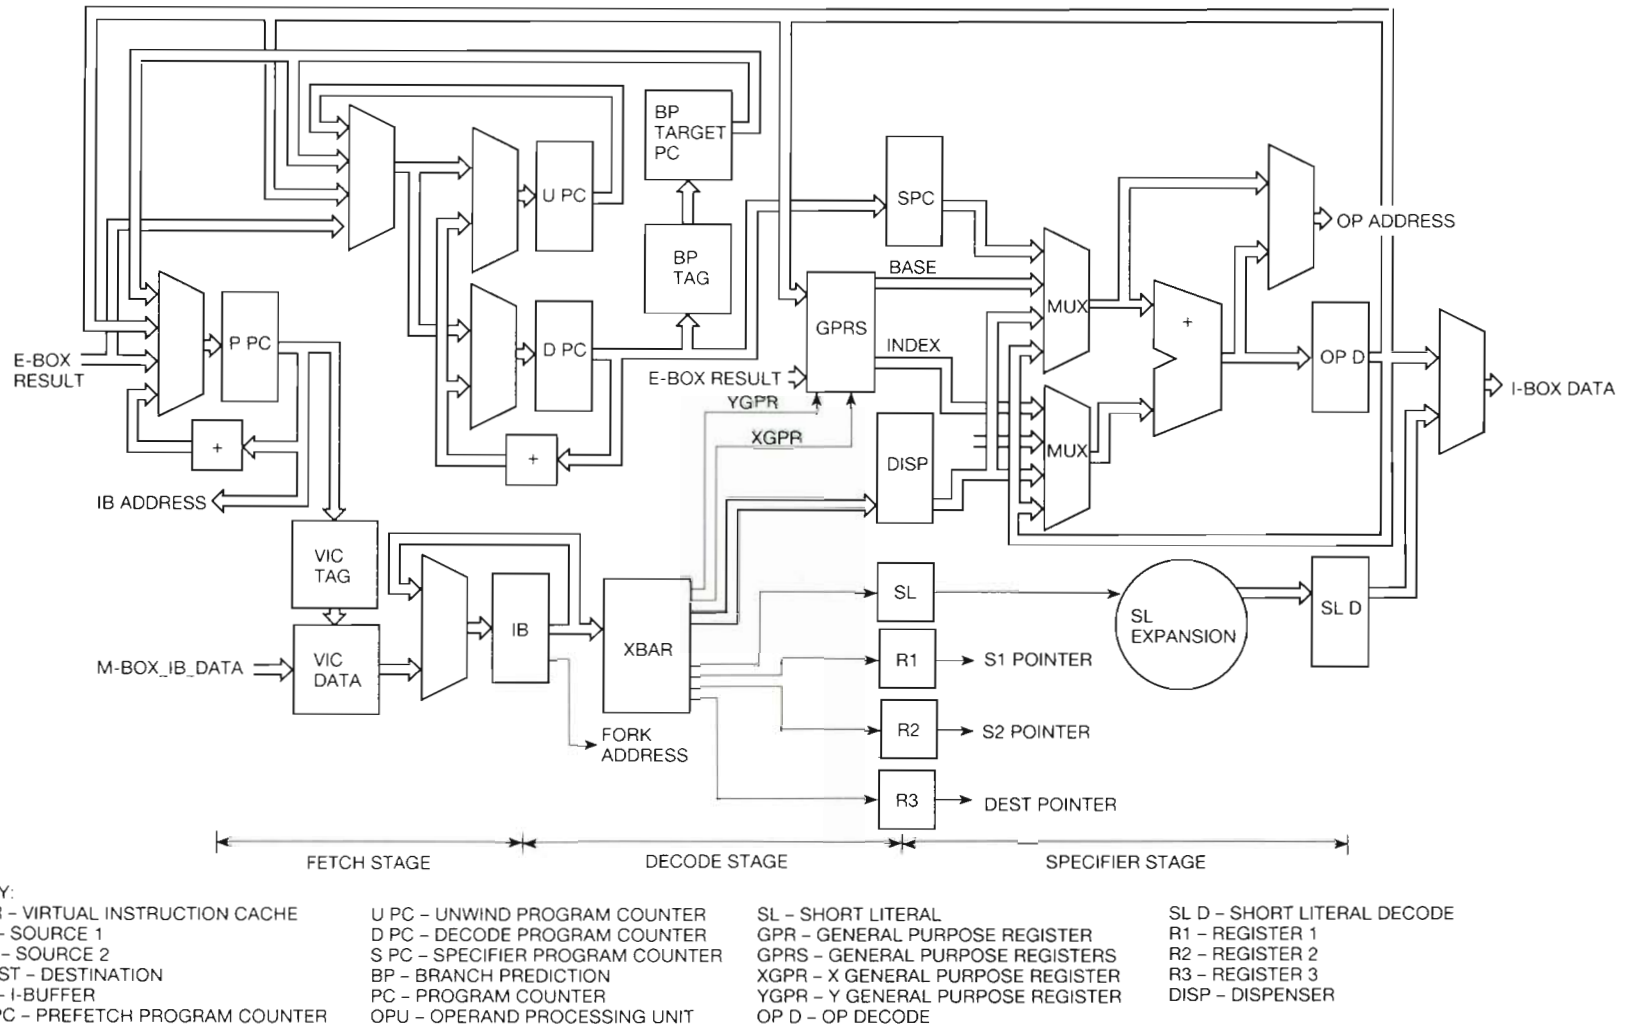 BP
TARGET
PC
U PC
SPC
OP ADDRESS
BP
TAG
BASE
MUX
GPRS
+
P PC
D PC
INDEX
OP D
E-BOX
RESULT
E-BOX RESULT
I-BOX DATA
YGPR
XGPR
+
+
DISP
MUX
IB ADDRESS
VIC
TAG
SL
SL
EXPANSION
SL D
IB
XBAR
M-BOX_IB_DATA
VIC
DATA
R1
S1 POINTER
FORK
ADDRESS
R2
S2 POINTER
R3
DEST POINTER
FETCH STAGE
DECODE STAGE
SPECIFIER STAGE
Y:
– VIRTUAL INSTRUCTION CACHE
– SOURCE 1
– SOURCE 2
ST – DESTINATION
– I-BUFFER
PC – PREFETCH PROGRAM COUNTER
U PC – UNWIND PROGRAM COUNTER
D PC – DECODE PROGRAM COUNTER
S PC – SPECIFIER PROGRAM COUNTER
BP – BRANCH PREDICTION
PC – PROGRAM COUNTER
OPU – OPERAND PROCESSING UNIT
SL – SHORT LITERAL
GPR – GENERAL PURPOSE REGISTER
GPRS – GENERAL PURPOSE REGISTERS
XGPR – X GENERAL PURPOSE REGISTER
YGPR – Y GENERAL PURPOSE REGISTER
OP D – OP DECODE
SL D – SHORT LITERAL DECODE
R1 – REGISTER 1
R2 – REGISTER 2
R3 – REGISTER 3
DISP – DISPENSER